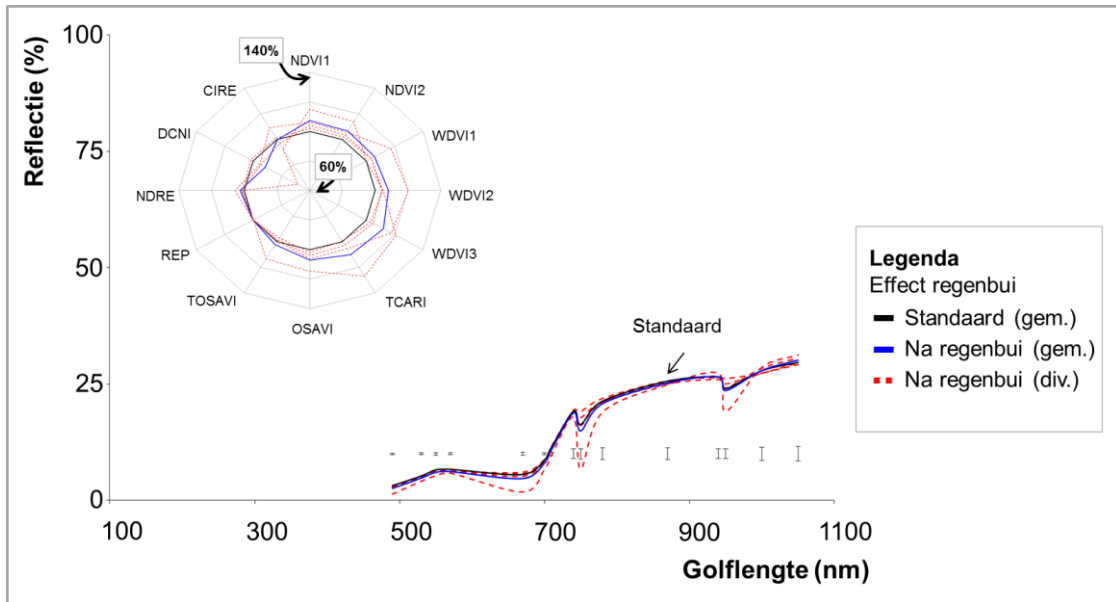 Reflectie (%)
100
75
50
25
0
140%
60%
NDVI1
NDVI2
WDVI1
WDVI2
WDVI3
TCARI
OSAVI
TOSAVI
REP
NDRE
DCNI
CIRE
Standaard
Legenda
Effect regenbui
Standaard (gem.)
Na regenbui (gem.)
Na regenbui (div.)
100 300 500 700 900 1100
Golflengte (nm)